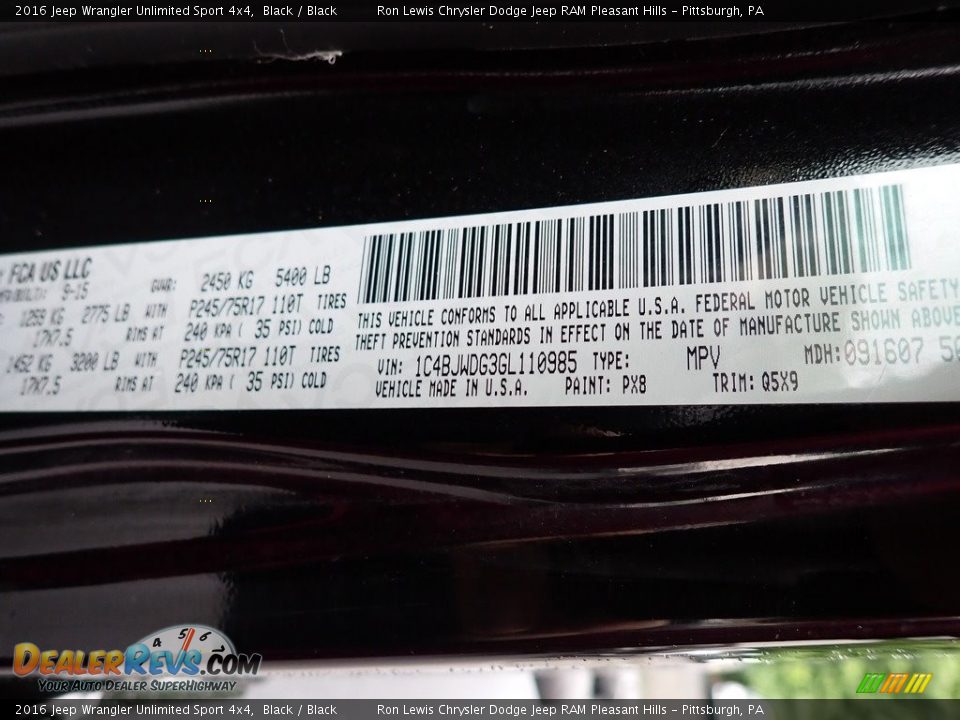 2016 Jeep Wrangler Unlimited Sport 4x4, Black / Black Ron Lewis Chrysler Dodge Jeep RAM Pleasant Hills - Pittsburgh, PA
FCA US LLC
9-15 GVWR: 2450 KG 5400 LB
1259 KG 2775 LB WITH P245/75R17 110T TIRES
17X7.5 RIMS AT 240 KPA ( 35 PSI) COLD
1452 KG 3200 LB WITH P245/75R17 110T TIRES
17X7.5 RIMS AT 240 KPA ( 35 PSI) COLD
THIS VEHICLE CONFORMS TO ALL APPLICABLE U.S.A. FEDERAL MOTOR VEHICLE SAFETY
THEFT PREVENTION STANDARDS IN EFFECT ON THE DATE OF MANUFACTURE SHOWN ABOVE
VIN: 1C4BJWDG3GL110985 TYPE: MPV MDH: 091607
VEHICLE MADE IN U.S.A. PAINT: PX8 TRIM: Q5X9
4 5 6
DEALERREVS.COM
YOUR AUTO DEALER SUPERHIGHWAY
2016 Jeep Wrangler Unlimited Sport 4x4, Black / Black Ron Lewis Chrysler Dodge Jeep RAM Pleasant Hills - Pittsburgh, PA